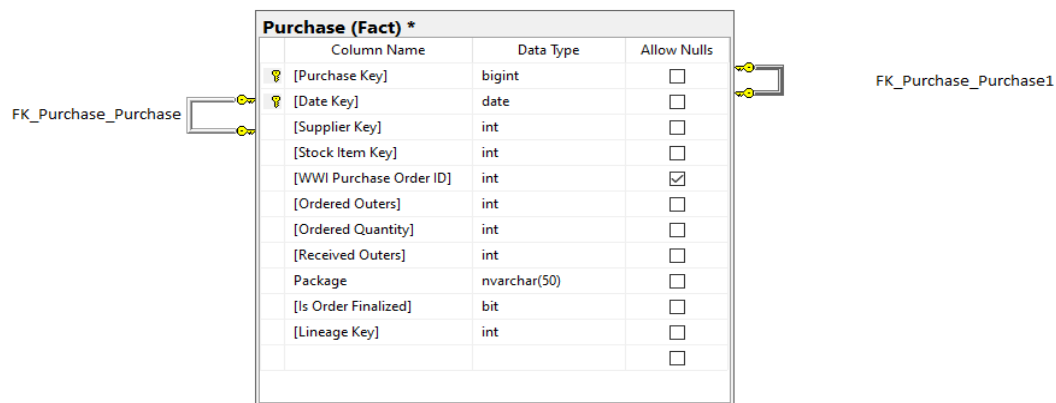 Purchase (Fact) *
Column Name Data Type Allow Nulls
[Purchase Key] bigint
[Date Key] date
[Supplier Key] int
[Stock Item Key] int
[WWI Purchase Order ID] int
[Ordered Outers] int
[Ordered Quantity] int
[Received Outers] int
Package nvarchar(50)
[Is Order Finalized] bit
[Lineage Key] int
FK_Purchase_Purchase
FK_Purchase_Purchase1